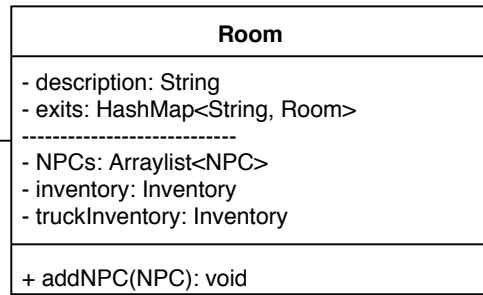 Room
- description: String
- exits: HashMap<String, Room>
----------------------------
- NPCs: Arraylist<NPC>
- inventory: Inventory
- truckInventory: Inventory
+ addNPC(NPC): void